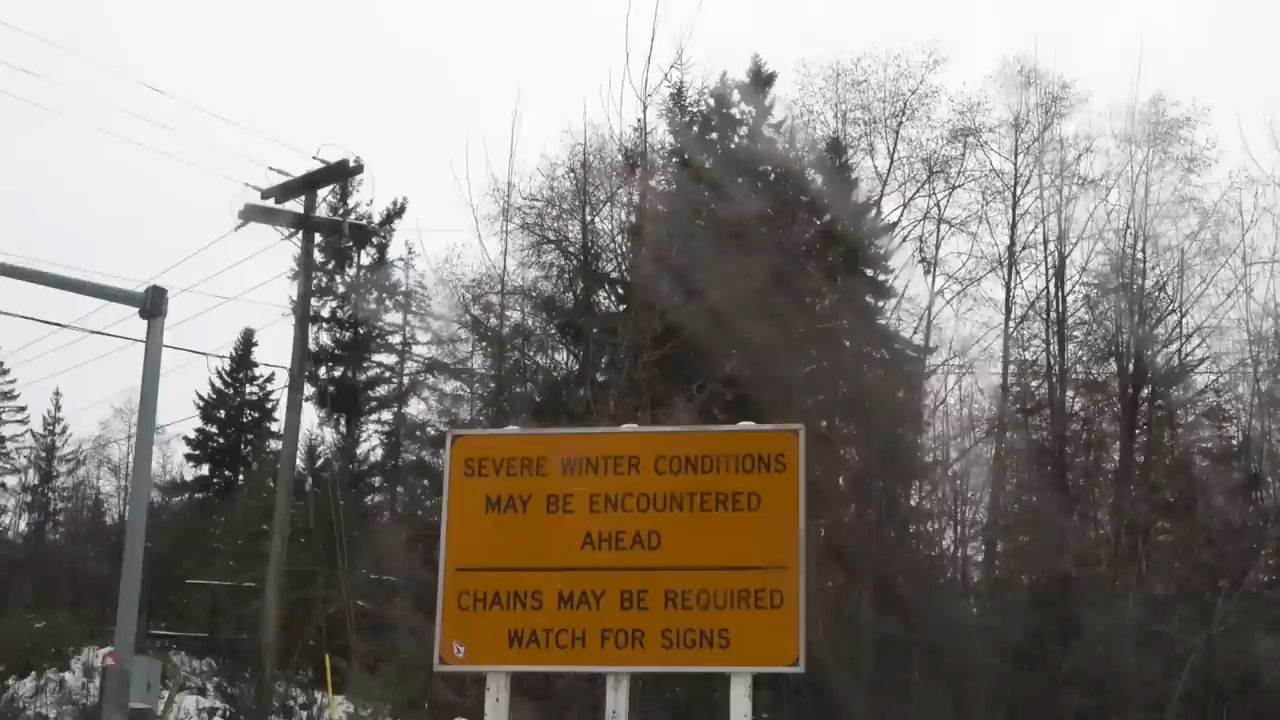 SEVERE WINTER CONDITIONS
MAY BE ENCOUNTERED
AHEAD
CHAINS MAY BE REQUIRED
WATCH FOR SIGNS